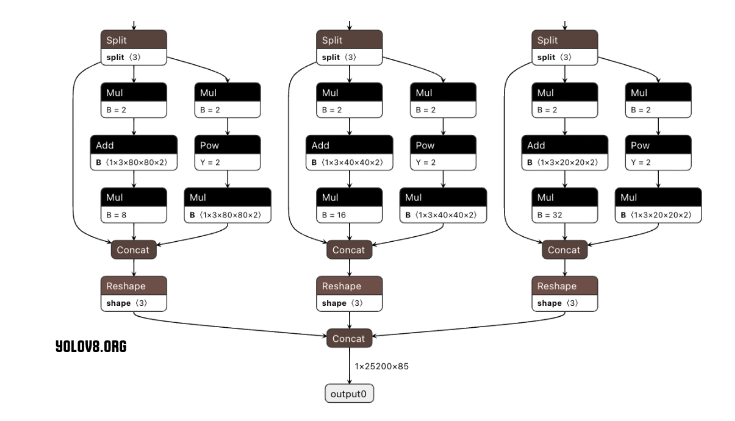 Split
split ⟨3⟩
Split
split ⟨3⟩
Split
split ⟨3⟩
Mul
B = 2
Mul
B = 2
Mul
B = 2
Mul
B = 2
Mul
B = 2
Mul
B = 2
Add
B ⟨1×3×80×80×2⟩
Pow
Y = 2
Add
B ⟨1×3×40×40×2⟩
Pow
Y = 2
Add
B ⟨1×3×20×20×2⟩
Pow
Y = 2
Mul
B = 8
Mul
B ⟨1×3×80×80×2⟩
Mul
B = 16
Mul
B ⟨1×3×40×40×2⟩
Mul
B = 32
Mul
B ⟨1×3×20×20×2⟩
Concat
Concat
Concat
Reshape
shape ⟨3⟩
Reshape
shape ⟨3⟩
Reshape
shape ⟨3⟩
Concat
YOLOV8.ORG
1×25200×85
output0